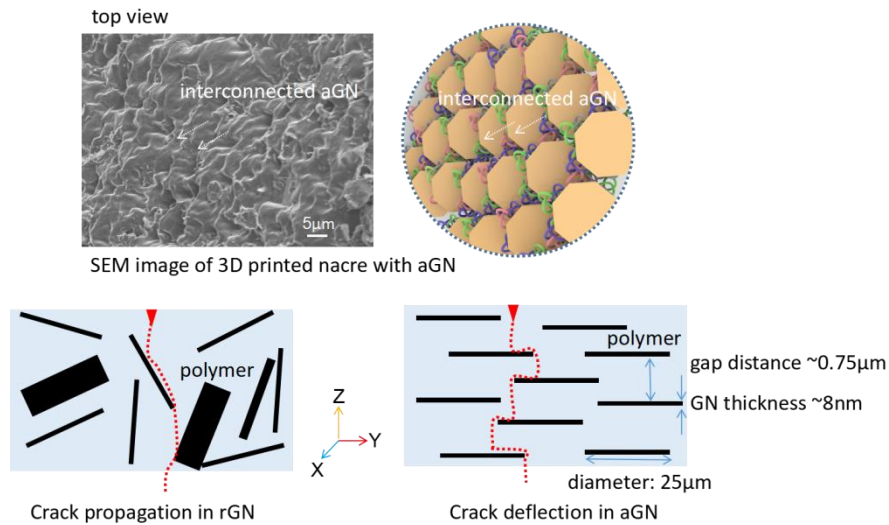 top view
interconnected aGN
interconnected aGN
5μm
SEM image of 3D printed nacre with aGN
polymer
polymer
gap distance ~0.75μm
GN thickness ~8nm
Z
Y
X
diameter: 25μm
Crack propagation in rGN
Crack deflection in aGN